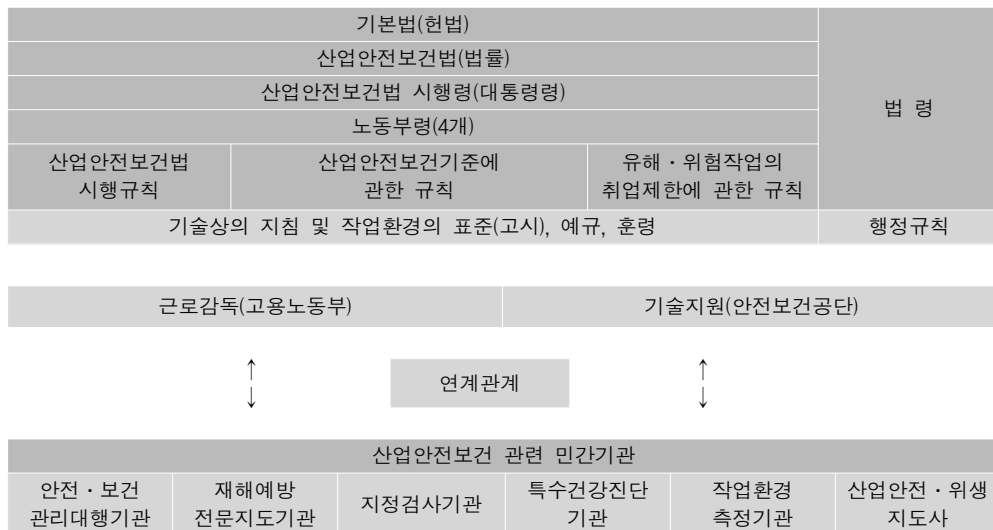 기본법(헌법)
산업안전보건법(법률)
산업안전보건법 시행령(대통령령)
법 령
노동부령(4개)
산업안전보건법
시행규칙
산업안전보건기준에
관한 규칙
유해・위험작업의
취업제한에 관한 규칙
기술상의 지침 및 작업환경의 표준(고시), 예규, 훈령
행정규칙
근로감독(고용노동부)
기술지원(안전보건공단)
연계관계
산업안전보건 관련 민간기관
안전・보건
관리대행기관
재해예방
전문지도기관
지정검사기관
특수건강진단
기관
작업환경
측정기관
산업안전・위생
지도사